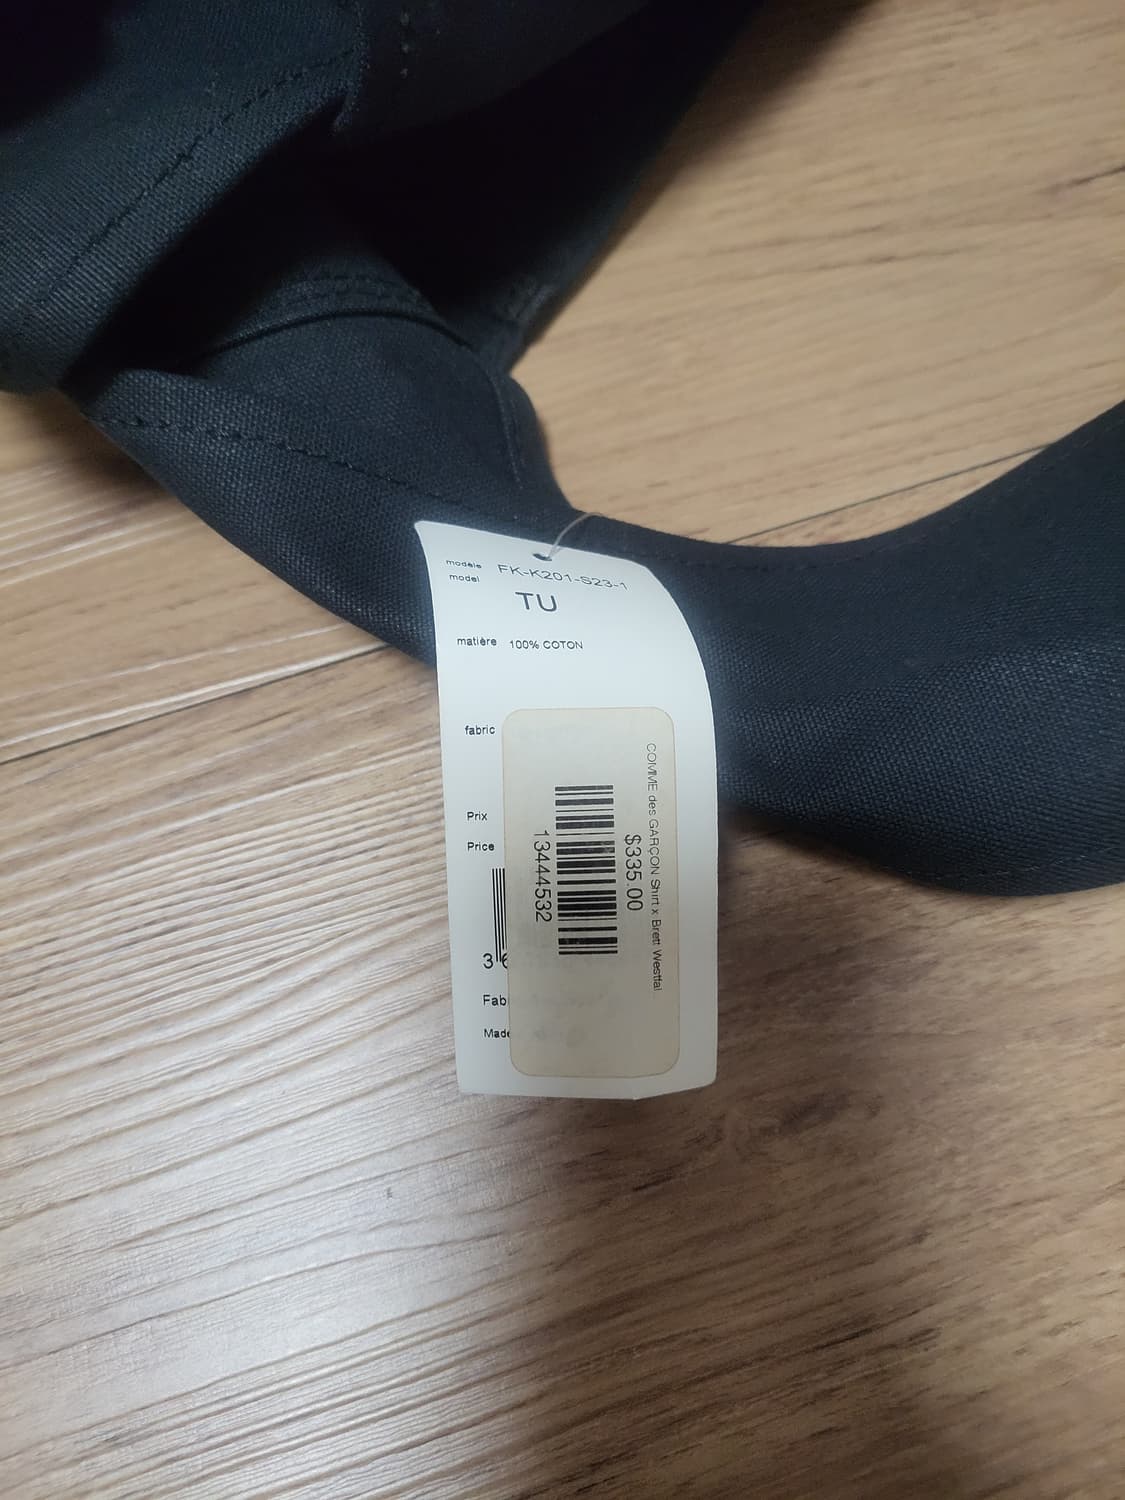 modèle
model
FK-K201-S23-1
TU
matière 100% COTON
fabric
Prix
Price
3
Fab
Made
COMME des GARÇON Shirt x Brett Westfal
$335.00
13444532